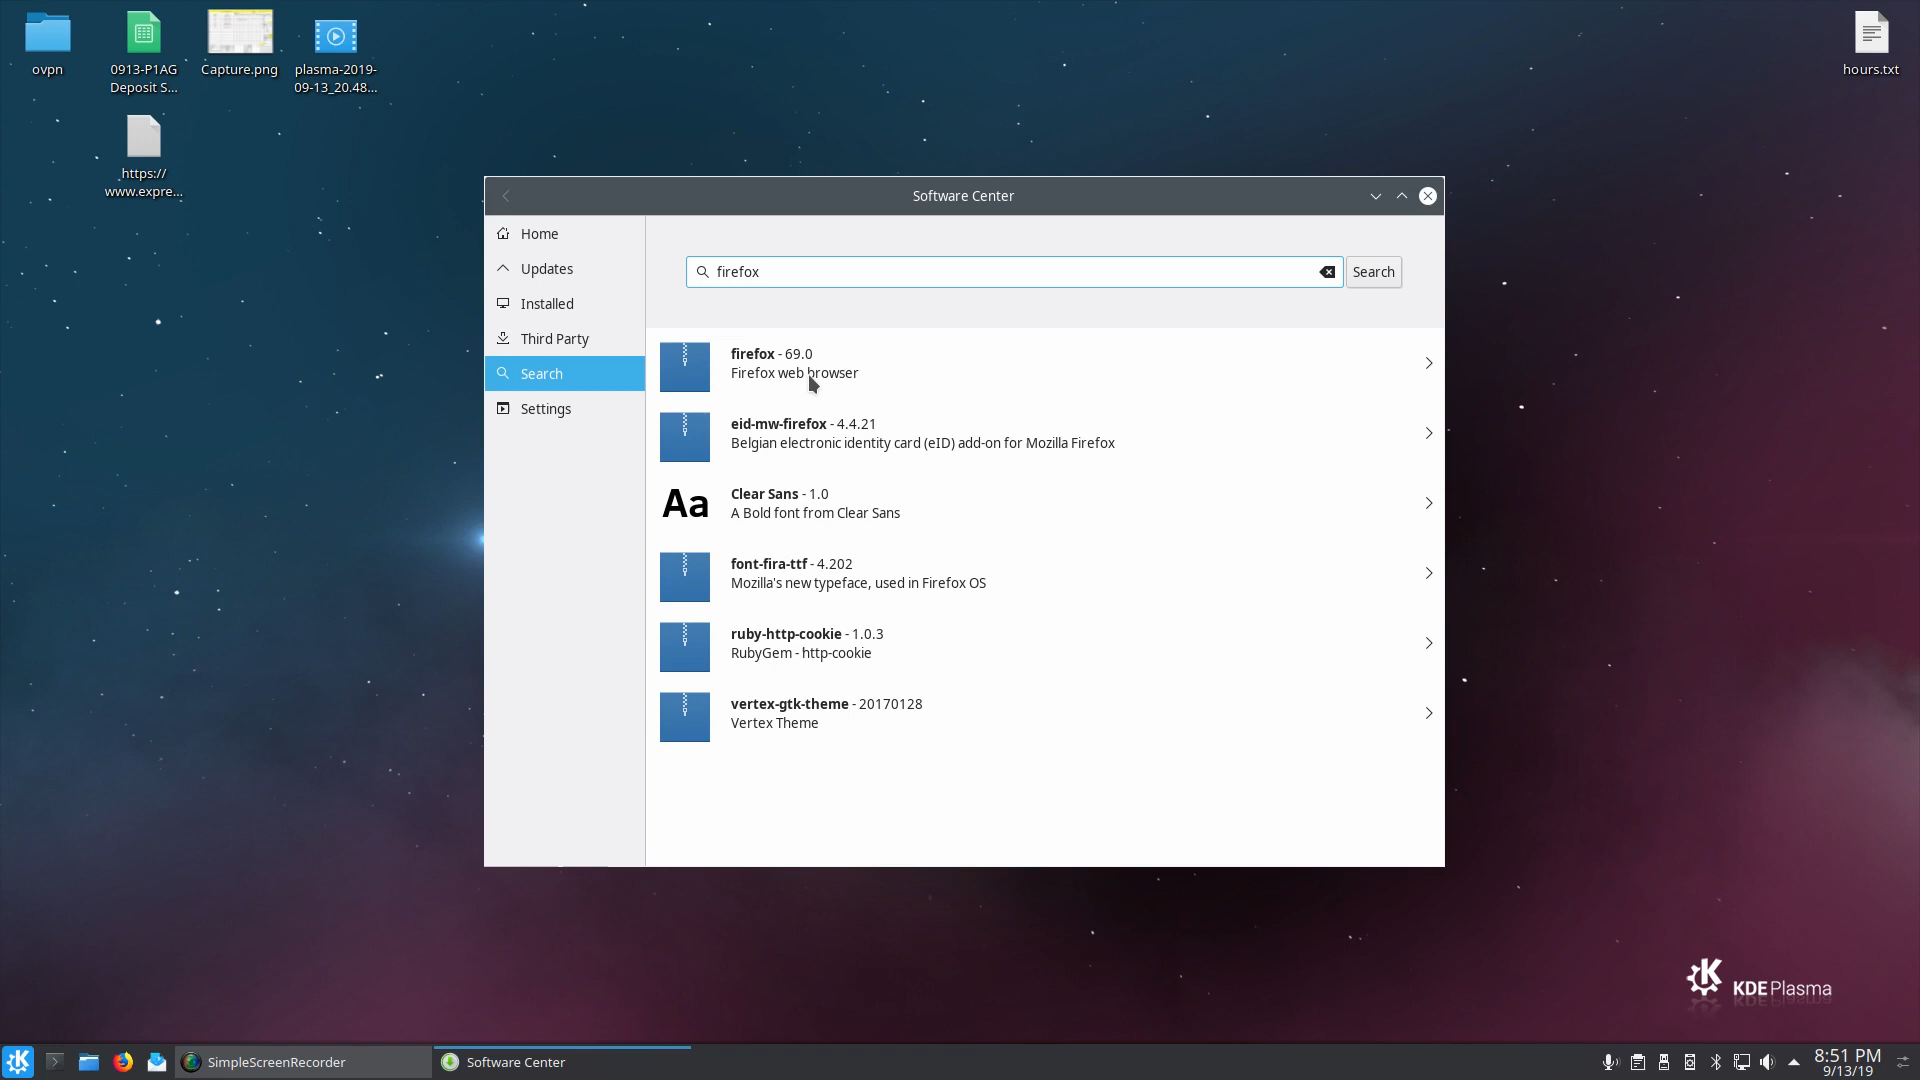 ovpn
0913-P1AG
Deposit S...
Capture.png
plasma-2019-
09-13_20.48...
hours.txt
https://
www.expre...
Software Center
Home
Updates
Installed
Third Party
Search
Settings
firefox
Search
firefox - 69.0
Firefox web browser
eid-mw-firefox - 4.4.21
Belgian electronic identity card (eID) add-on for Mozilla Firefox
Aa
Clear Sans - 1.0
A Bold font from Clear Sans
font-fira-ttf - 4.202
Mozilla's new typeface, used in Firefox OS
ruby-http-cookie - 1.0.3
RubyGem - http-cookie
vertex-gtk-theme - 20170128
Vertex Theme
KDE Plasma
SimpleScreenRecorder
Software Center
8:51 PM
9/13/19